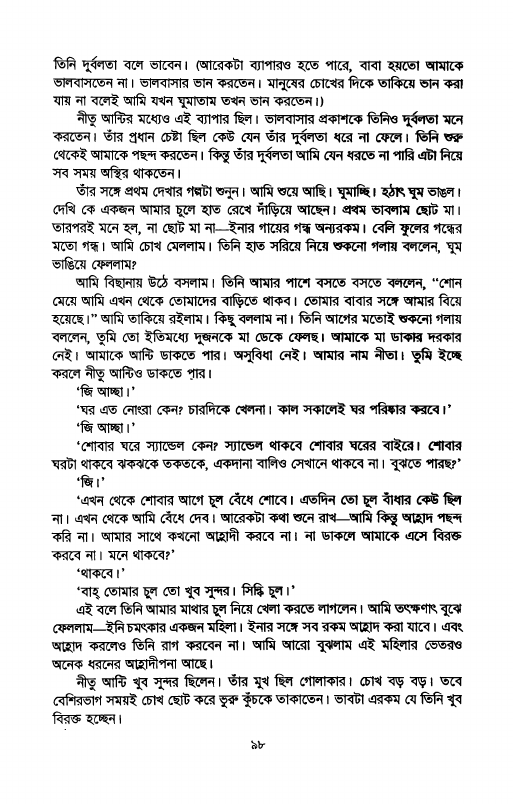 তিনি দুর্বলতা বলে ভাবেন। (আরেকটা ব্যাপারও হতে পারে, বাবা হয়তো আমাকে
ভালবাসতেন না। ভালবাসার ভান করতেন। মানুষের চোখের দিকে তাকিয়ে ভান করা
যায় না বলেই আমি যখন ঘুমাতাম তখন ভান করতেন।)
নীতু আন্টির মধ্যেও এই ব্যাপার ছিল। ভালবাসার প্রকাশকে তিনিও দুর্বলতা মনে
করতেন। তাঁর প্রধান চেষ্টা ছিল কেউ যেন তাঁর দুর্বলতা ধরে না ফেলে। তিনি শুরু
থেকেই আমাকে পছন্দ করতেন। কিন্তু তাঁর দুর্বলতা আমি যেন ধরতে না পারি এটা নিয়ে
সব সময় অস্থির থাকতেন।
তাঁর সঙ্গে প্রথম দেখার গল্পটা শুনুন। আমি শুয়ে আছি। ঘুমাচ্ছি। হঠাৎ ঘুম ভাঙল।
দেখি কে একজন আমার চুলে হাত রেখে দাঁড়িয়ে আছেন। প্রথম ভাবলাম ছোট মা।
তারপরই মনে হল, না ছোট মা না—ইনার গায়ের গন্ধ অন্যরকম। বেলি ফুলের গন্ধের
মতো গন্ধ। আমি চোখ মেললাম। তিনি হাত সরিয়ে নিয়ে শুকনো গলায় বললেন, ঘুম
ভাঙিয়ে ফেললাম?
আমি বিছানায় উঠে বসলাম। তিনি আমার পাশে বসতে বসতে বললেন, “শোন
মেয়ে আমি এখন থেকে তোমাদের বাড়িতে থাকব। তোমার বাবার সঙ্গে আমার বিয়ে
হয়েছে।” আমি তাকিয়ে রইলাম। কিছু বললাম না। তিনি আগের মতোই শুকনো গলায়
বললেন, তুমি তো ইতিমধ্যে দুজনকে মা ডেকে ফেলছ। আমাকে মা ডাকার দরকার
নেই। আমাকে আন্টি ডাকতে পার। অসুবিধা নেই। আমার নাম নীতা। তুমি ইচ্ছে
করলে নীতু আন্টিও ডাকতে পার।
‘জি আচ্ছা।’
‘ঘর এত নোংরা কেন? চারদিকে খেলনা। কাল সকালেই ঘর পরিষ্কার করবে।’
‘জি আচ্ছা।’
‘শোবার ঘরে স্যান্ডেল কেন? স্যান্ডেল থাকবে শোবার ঘরের বাইরে। শোবার
ঘরটা থাকবে ঝকঝকে তকতকে, একদানা বালিও সেখানে থাকবে না। বুঝতে পারছ?’
‘জি।’
‘এখন থেকে শোবার আগে চুল বেঁধে শোবে। এতদিন তো চুল বাঁধার কেউ ছিল
না। এখন থেকে আমি বেঁধে দেব। আরেকটা কথা শুনে রাখ—আমি কিন্তু আহ্লাদ পছন্দ
করি না। আমার সাথে কখনো আহ্লাদী করবে না। না ডাকলে আমাকে এসে বিরক্ত
করবে না। মনে থাকবে?’
‘থাকবে।’
‘বাহ্ তোমার চুল তো খুব সুন্দর। সিল্কি চুল।’
এই বলে তিনি আমার মাথার চুল নিয়ে খেলা করতে লাগলেন। আমি তৎক্ষণাৎ বুঝে
ফেললাম—ইনি চমৎকার একজন মহিলা। ইনার সঙ্গে সব রকম আহ্লাদ করা যাবে। এবং
আহ্লাদ করলেও তিনি রাগ করবেন না। আমি আরো বুঝলাম এই মহিলার ভেতরও
অনেক ধরনের আহ্লাদীপনা আছে।
নীতু আন্টি খুব সুন্দর ছিলেন। তাঁর মুখ ছিল গোলাকার। চোখ বড় বড়। তবে
বেশিরভাগ সময়ই চোখ ছোট করে ভুরু কুঁচকে তাকাতেন। ভাবটা এরকম যে তিনি খুব
বিরক্ত হচ্ছেন।
৯৮